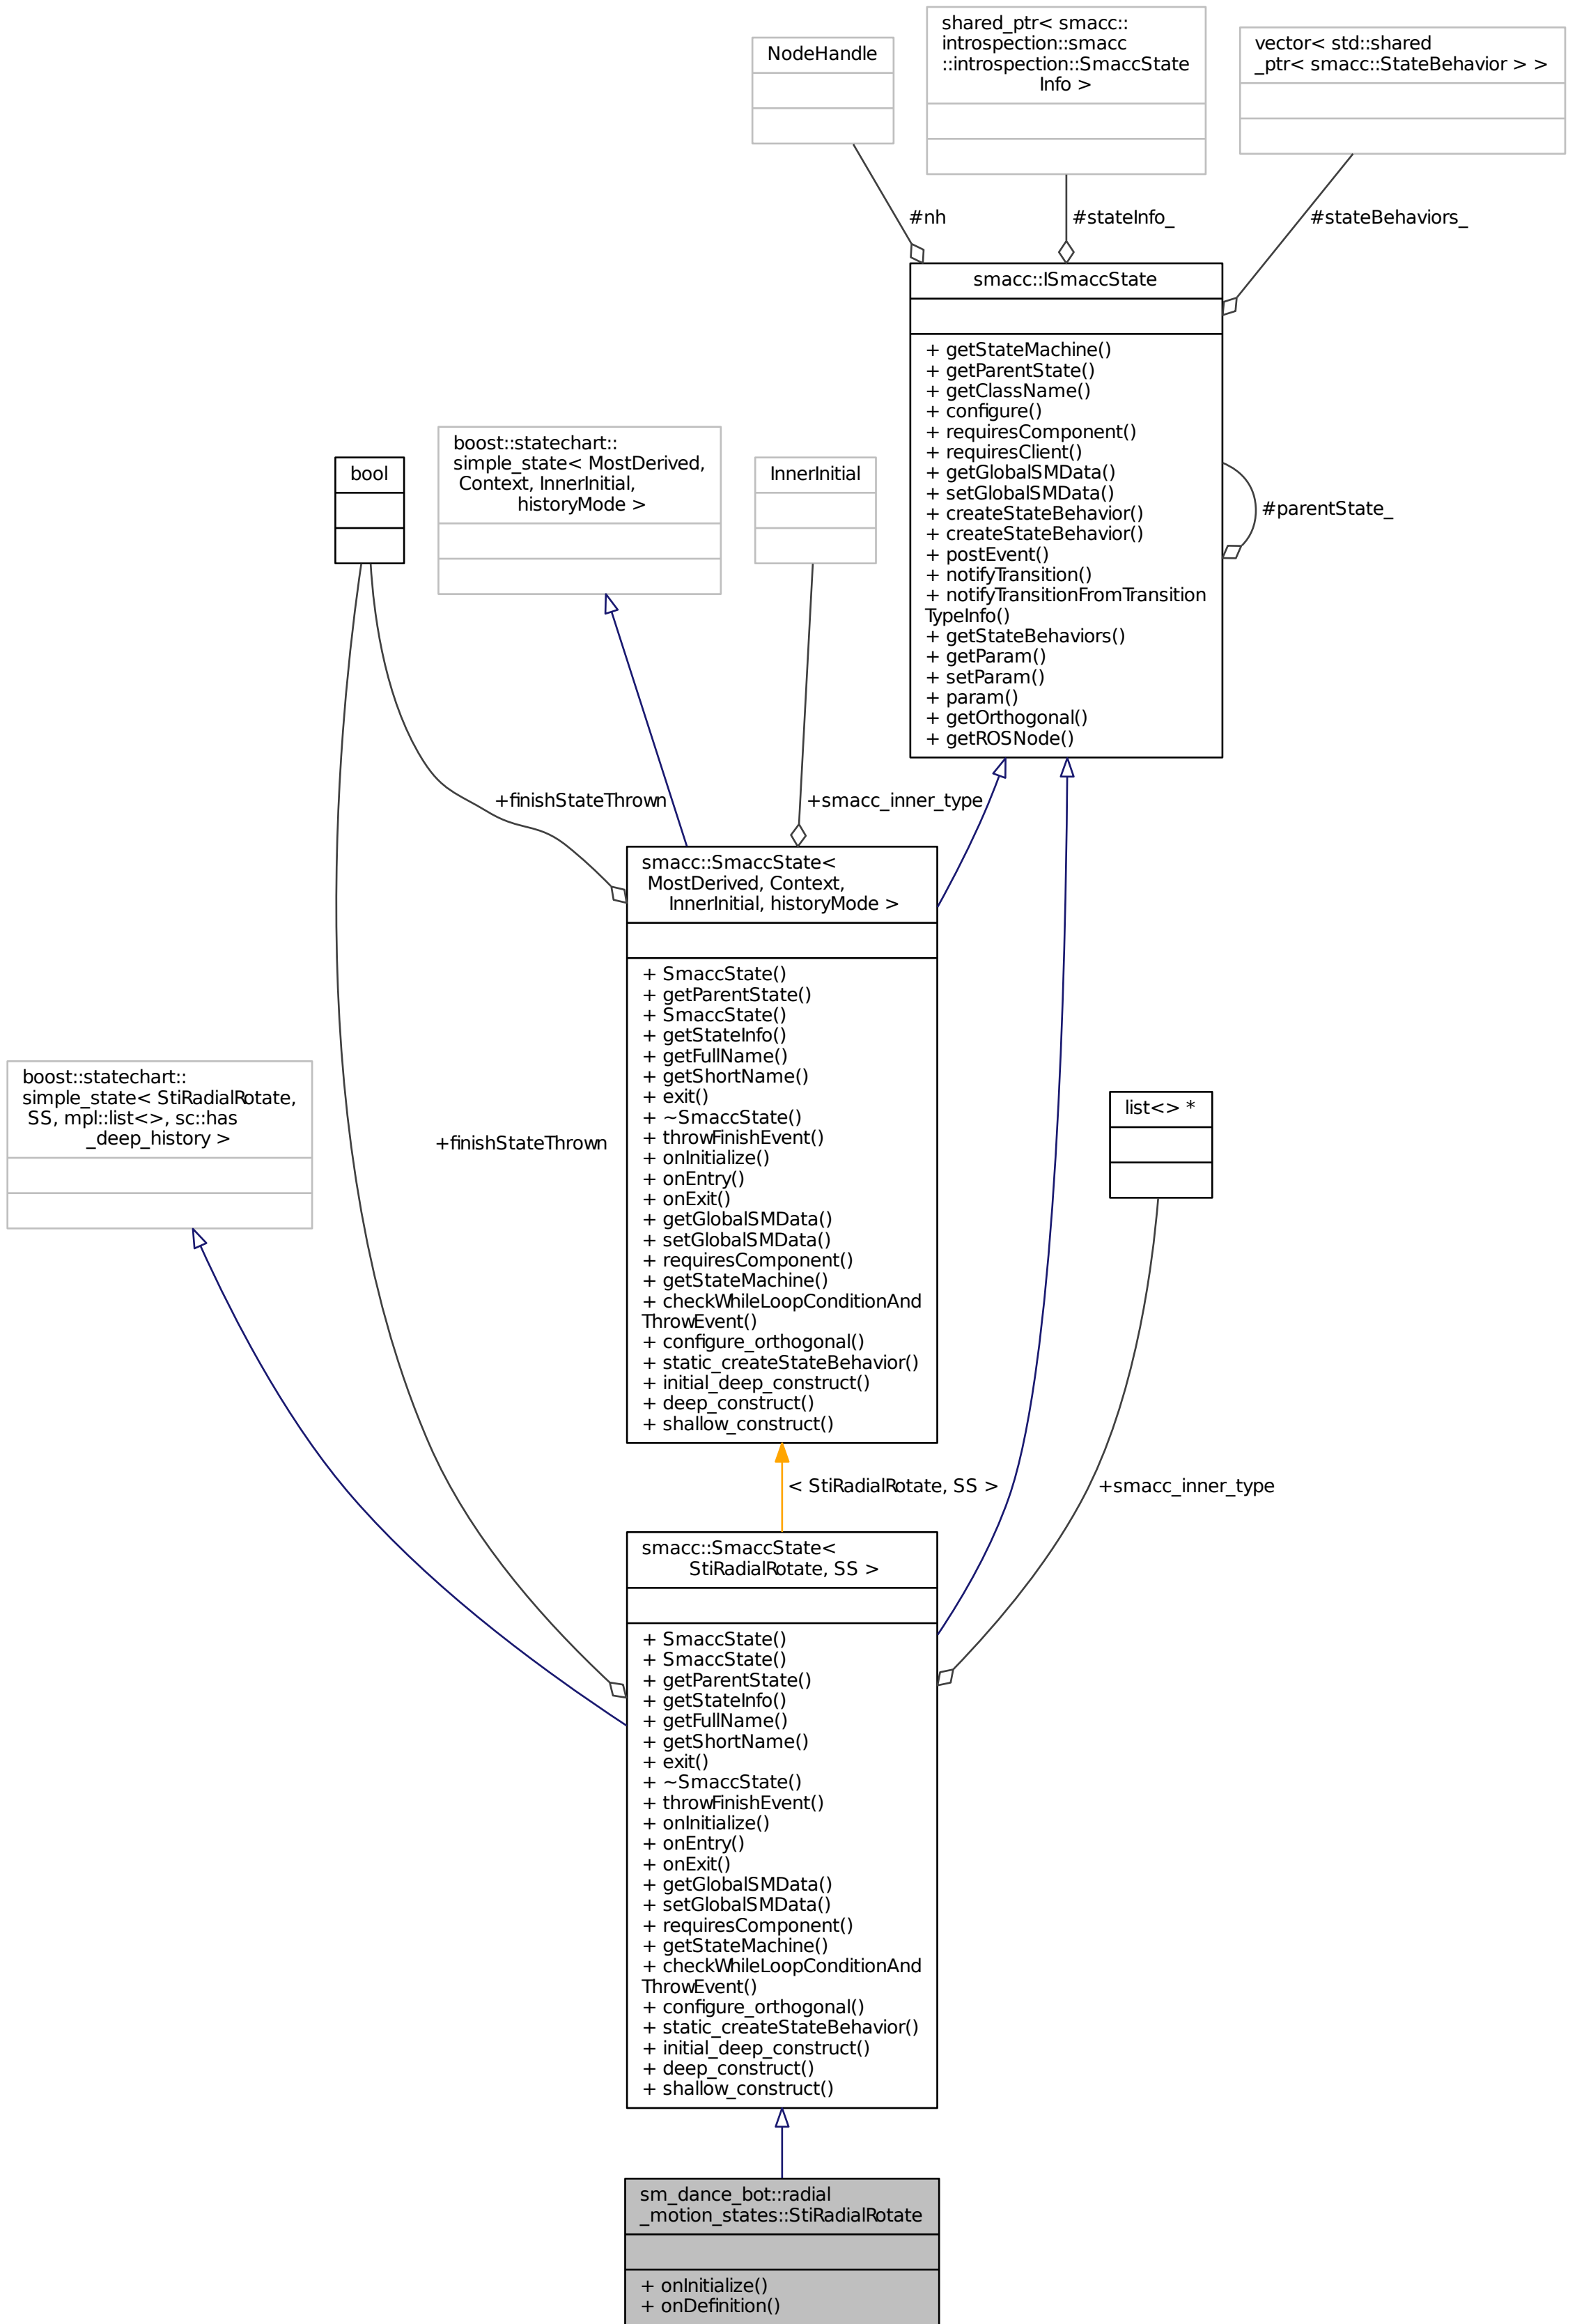 NodeHandle
shared_ptr< smacc::
introspection::smacc
::introspection::SmaccState
Info >
vector< std::shared
_ptr< smacc::StateBehavior > >
#nh
#stateInfo_
#stateBehaviors_
smacc::ISmaccState
+ getStateMachine()
+ getParentState()
+ getClassName()
+ configure()
+ requiresComponent()
+ requiresClient()
+ getGlobalSMData()
+ setGlobalSMData()
+ createStateBehavior()
+ createStateBehavior()
+ postEvent()
+ notifyTransition()
+ notifyTransitionFromTransition
TypeInfo()
+ getStateBehaviors()
+ getParam()
+ setParam()
+ param()
+ getOrthogonal()
+ getROSNode()
#parentState_
bool
boost::statechart::
simple_state< MostDerived,
Context, InnerInitial,
historyMode >
InnerInitial
+finishStateThrown
+smacc_inner_type
smacc::SmaccState<
MostDerived, Context,
InnerInitial, historyMode >
+ SmaccState()
+ getParentState()
+ SmaccState()
+ getStateInfo()
+ getFullName()
+ getShortName()
+ exit()
+ ~SmaccState()
+ throwFinishEvent()
+ onInitialize()
+ onEntry()
+ onExit()
+ getGlobalSMData()
+ setGlobalSMData()
+ requiresComponent()
+ getStateMachine()
+ checkWhileLoopConditionAnd
ThrowEvent()
+ configure_orthogonal()
+ static_createStateBehavior()
+ initial_deep_construct()
+ deep_construct()
+ shallow_construct()
boost::statechart::
simple_state< StiRadialRotate,
SS, mpl::list<>, sc::has
_deep_history >
+finishStateThrown
list<> *
< StiRadialRotate, SS >
+smacc_inner_type
smacc::SmaccState<
StiRadialRotate, SS >
+ SmaccState()
+ SmaccState()
+ getParentState()
+ getStateInfo()
+ getFullName()
+ getShortName()
+ exit()
+ ~SmaccState()
+ throwFinishEvent()
+ onInitialize()
+ onEntry()
+ onExit()
+ getGlobalSMData()
+ setGlobalSMData()
+ requiresComponent()
+ getStateMachine()
+ checkWhileLoopConditionAnd
ThrowEvent()
+ configure_orthogonal()
+ static_createStateBehavior()
+ initial_deep_construct()
+ deep_construct()
+ shallow_construct()
sm_dance_bot::radial
_motion_states::StiRadialRotate
+ onInitialize()
+ onDefinition()